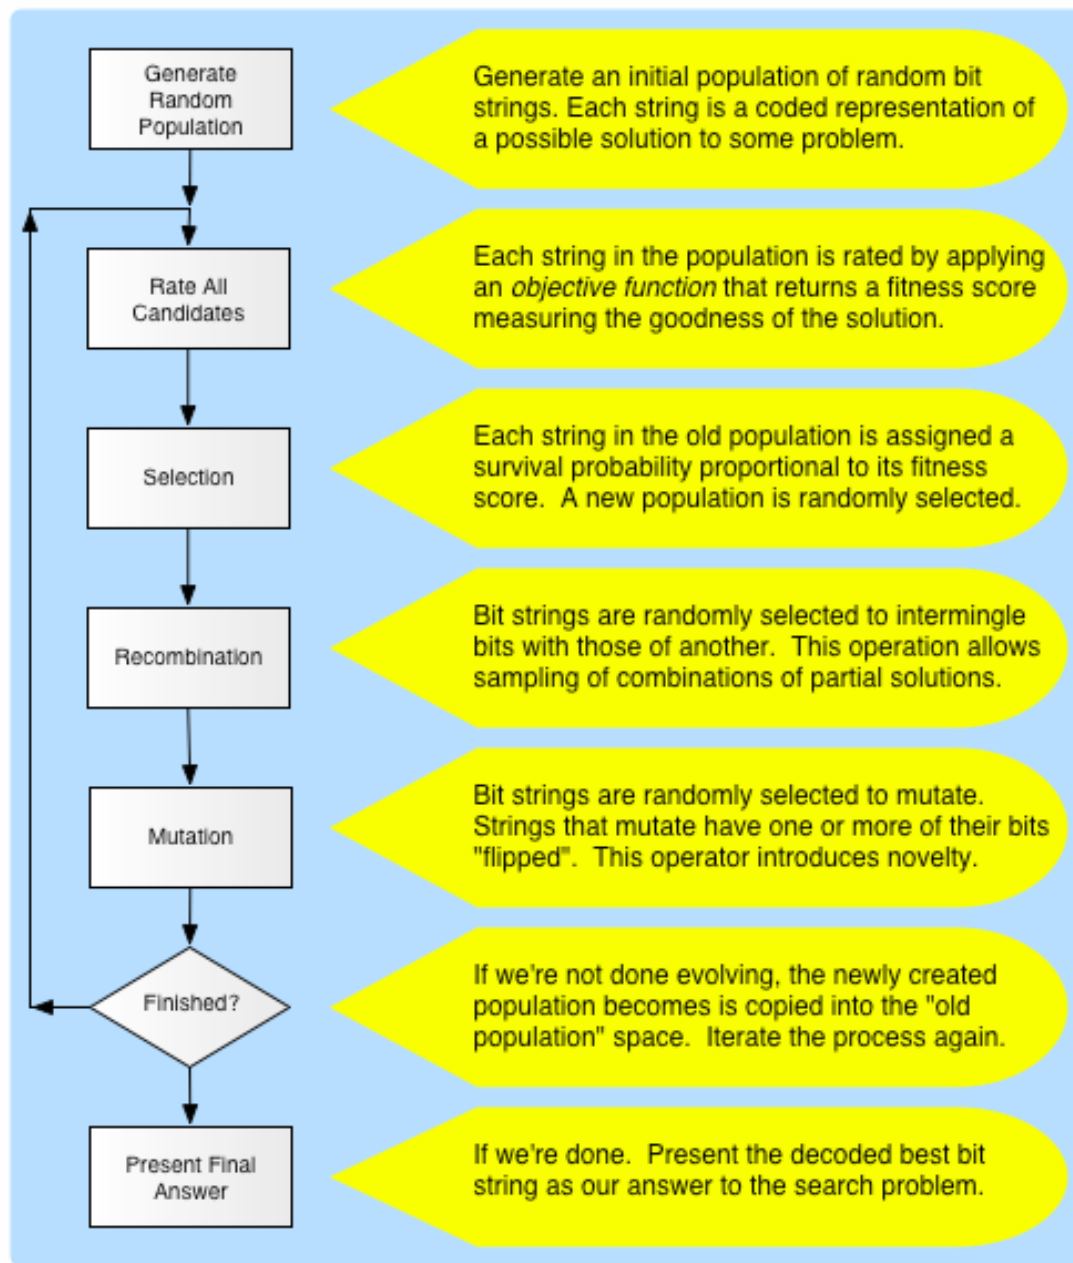 Generate
Random
Population
Generate an initial population of random bit
strings. Each string is a coded representation of
a possible solution to some problem.
Rate All
Candidates
Each string in the population is rated by applying
an objective function that returns a fitness score
measuring the goodness of the solution.
Selection
Each string in the old population is assigned a
survival probability proportional to its fitness
score.  A new population is randomly selected.
Recombination
Bit strings are randomly selected to intermingle
bits with those of another.  This operation allows
sampling of combinations of partial solutions.
Mutation
Bit strings are randomly selected to mutate.
Strings that mutate have one or more of their bits
"flipped".  This operator introduces novelty.
Finished?
If we're not done evolving, the newly created
population becomes is copied into the "old
population" space.  Iterate the process again.
Present Final
Answer
If we're done.  Present the decoded best bit
string as our answer to the search problem.